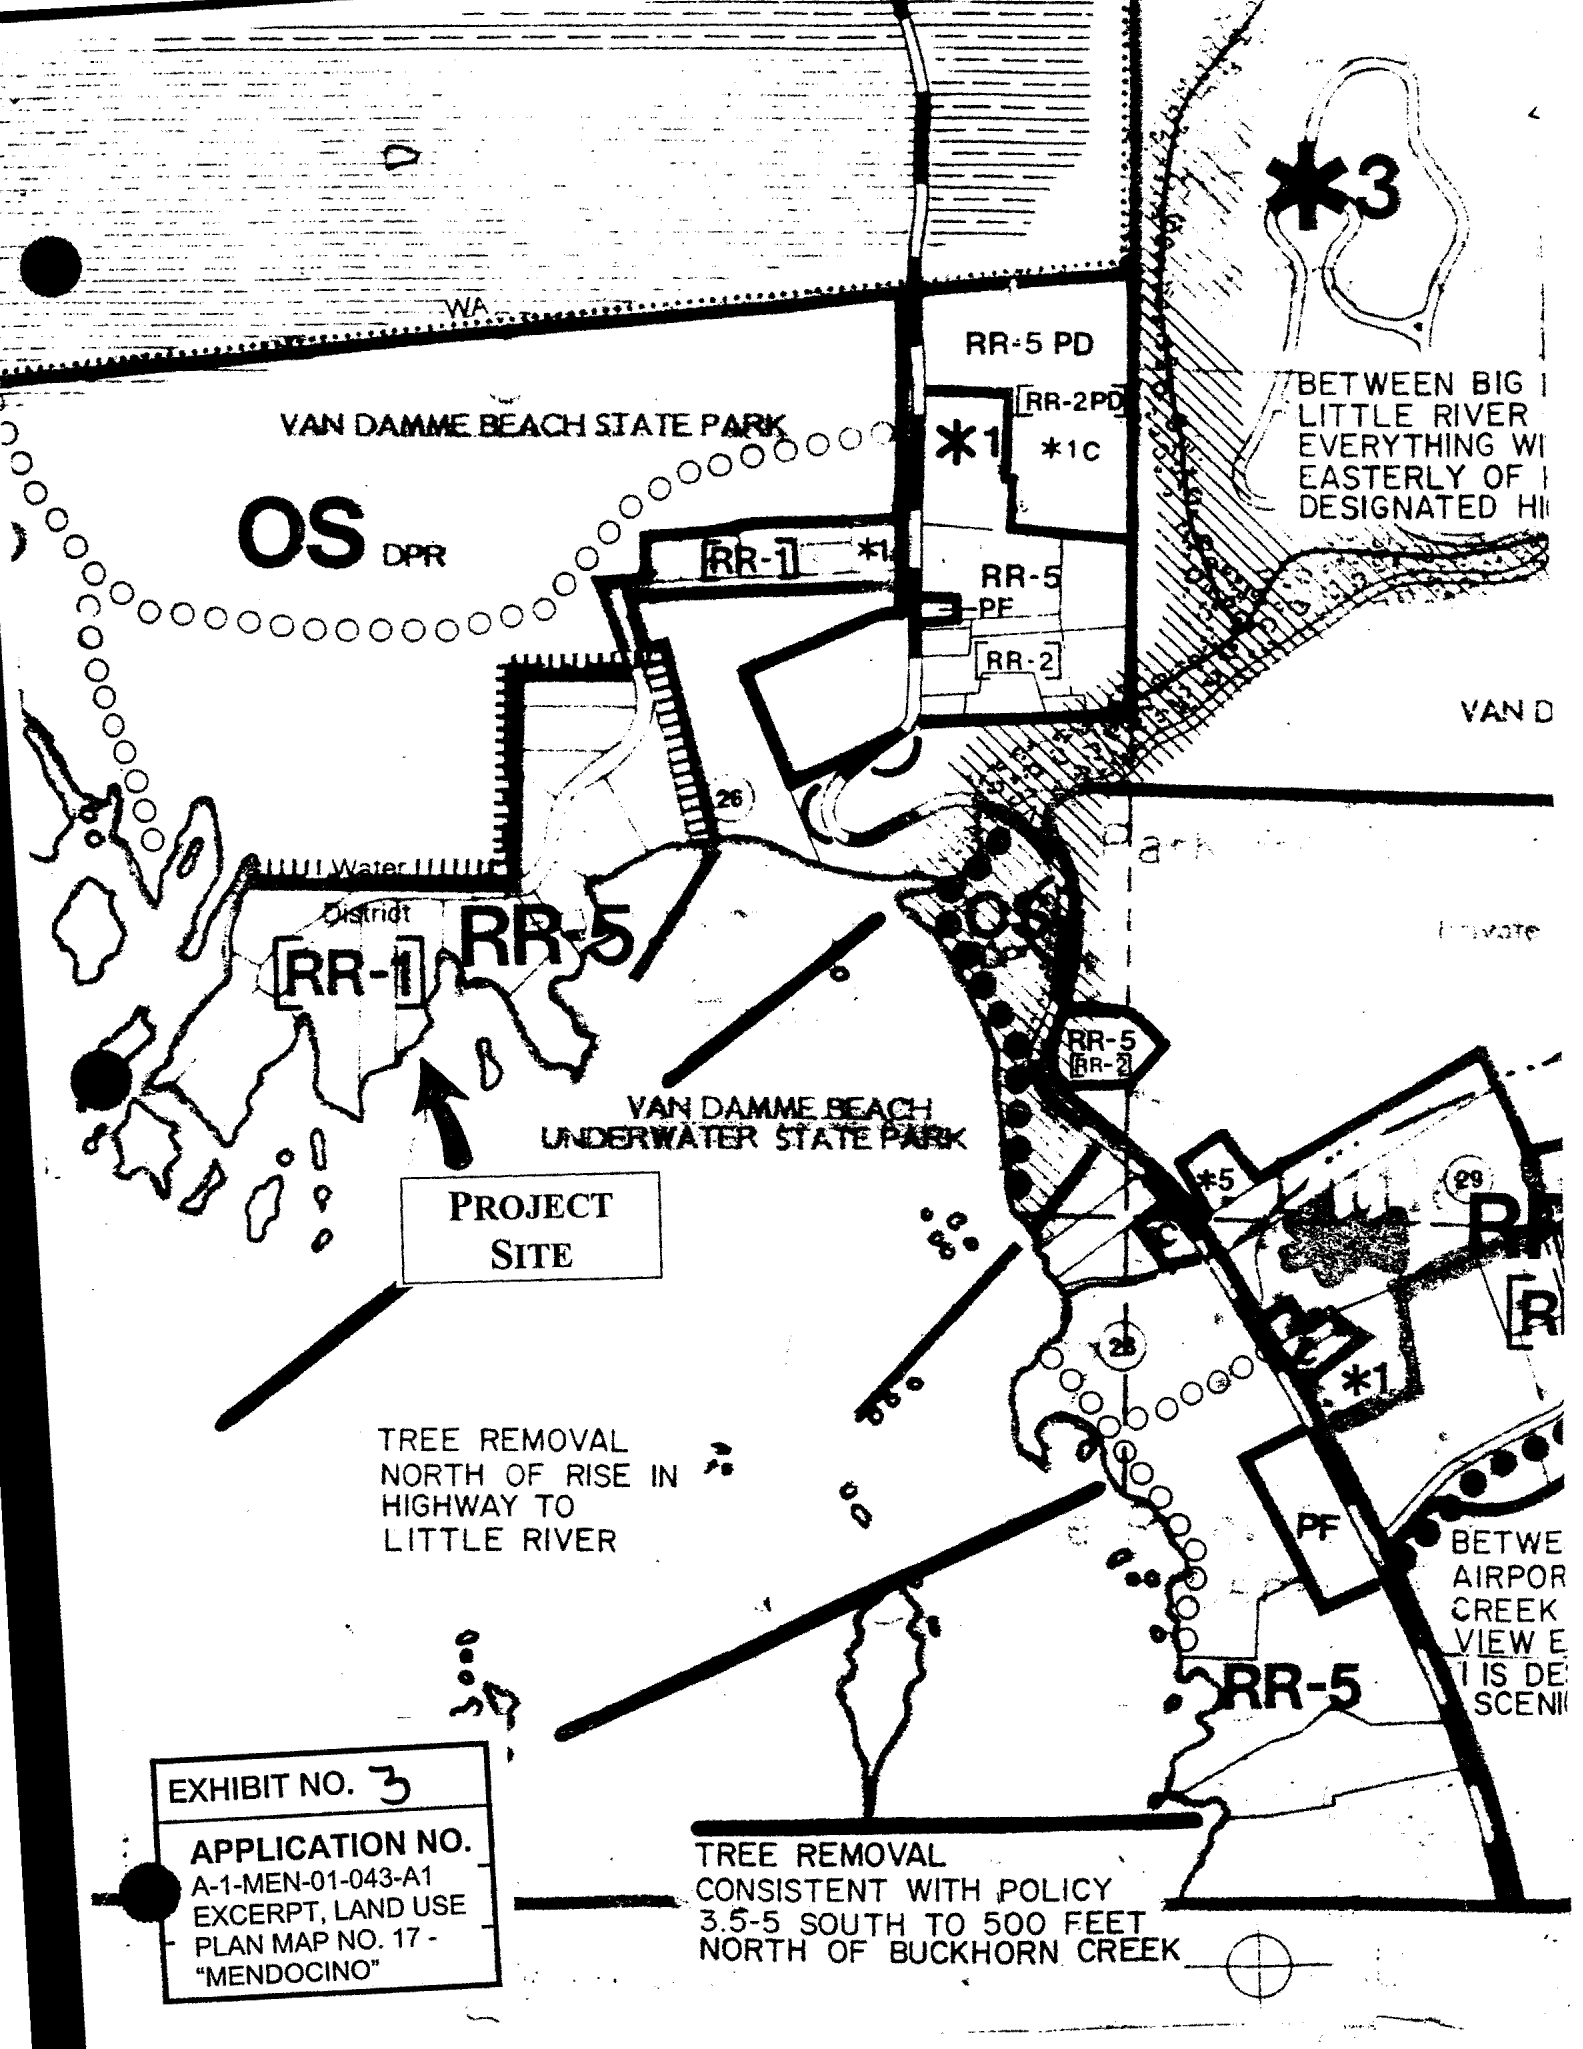 *3
WA
RR-5 PD
BETWEEN BIG
LITTLE RIVER
EVERYTHING WI
EASTERLY OF
DESIGNATED HI
[RR-2PD]
VAN DAMME BEACH STATE PARK
*1
*1C
OS DPR
[RR-1]
*1
RR-5
PF
[RR-2]
VAN D
26
Water
District
RR-5
[RR-1]
OS
Private
RR-5
[RR-2]
VAN DAMME BEACH
UNDERWATER STATE PARK
*5
29
PROJECT
SITE
C
28
C
*1
TREE REMOVAL
NORTH OF RISE IN
HIGHWAY TO
LITTLE RIVER
PF
BETWE
AIRPOR
CREEK
VIEW E
1 IS DE
SCENI
RR-5
EXHIBIT NO. 3
APPLICATION NO.
A-1-MEN-01-043-A1
EXCERPT, LAND USE
PLAN MAP NO. 17 -
“MENDOCINO”
TREE REMOVAL
CONSISTENT WITH POLICY
3.5-5 SOUTH TO 500 FEET
NORTH OF BUCKHORN CREEK